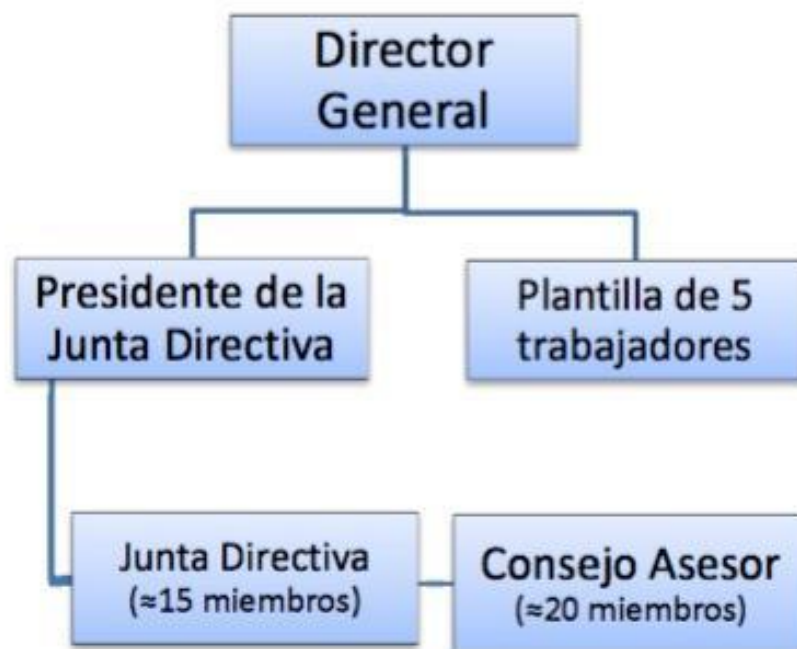 Director
General
Presidente de la
Junta Directiva
Plantilla de 5
trabajadores
Junta Directiva
(≈15 miembros)
Consejo Asesor
(≈20 miembros)